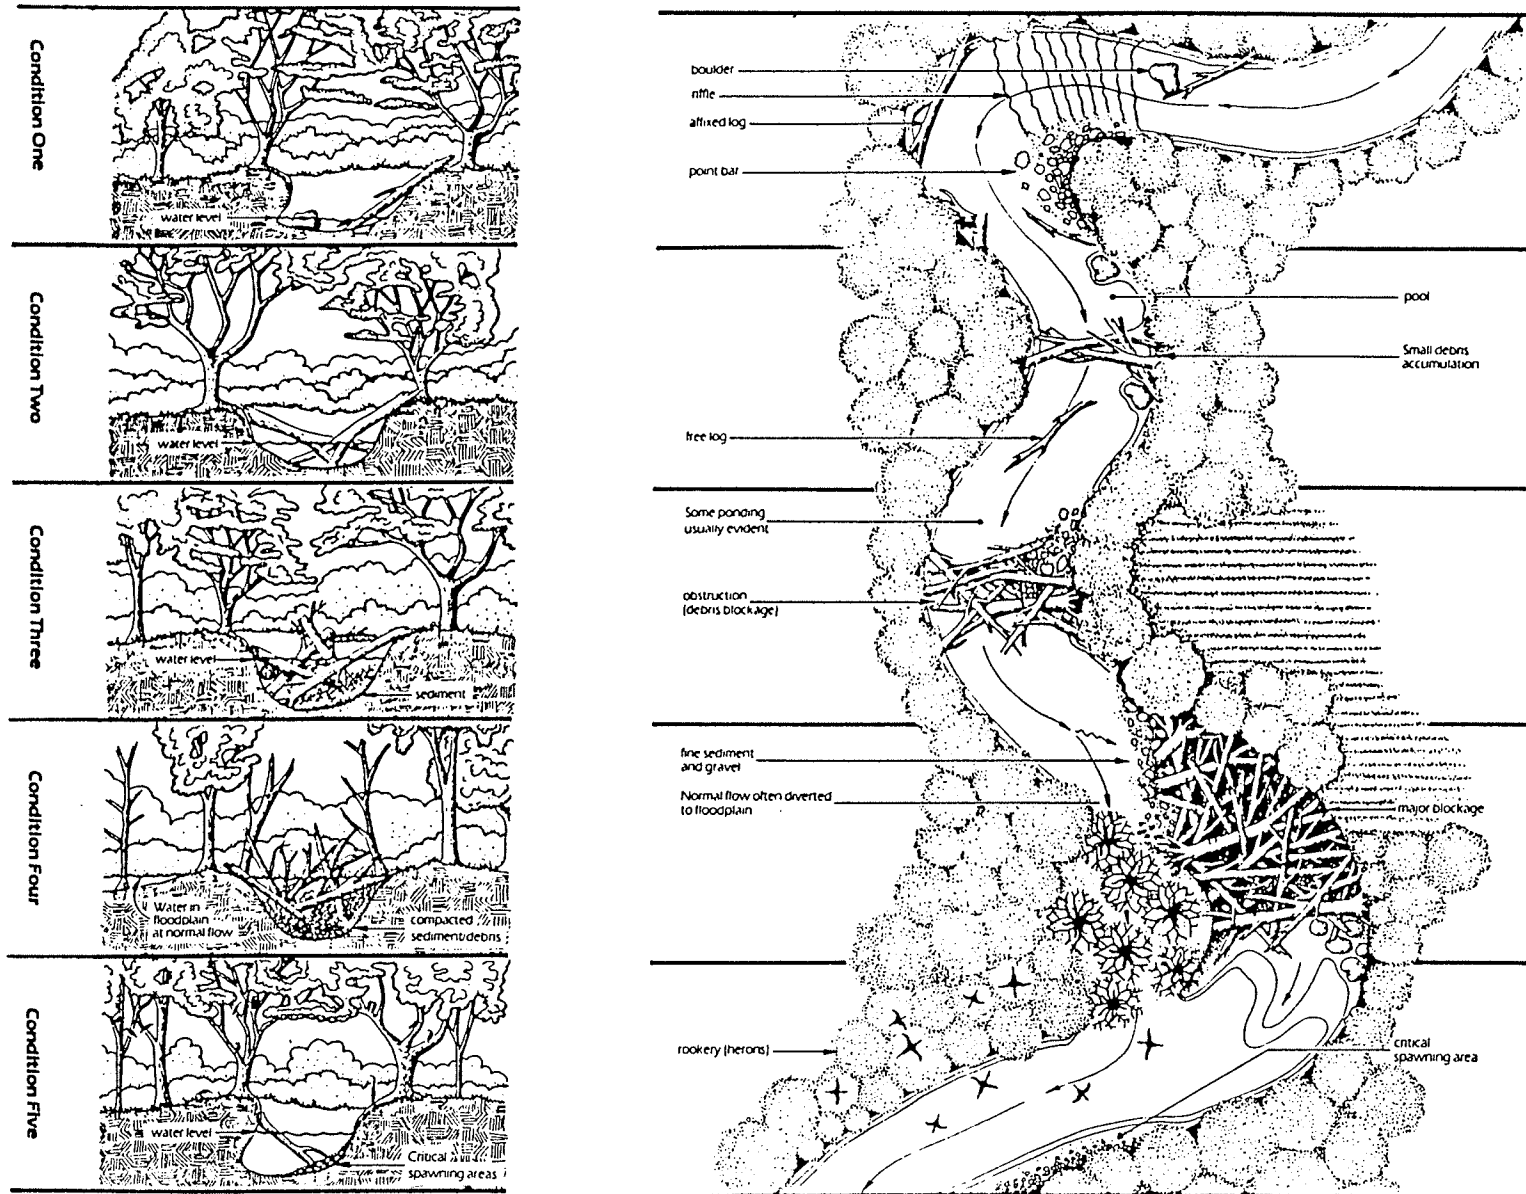 Condition One
water level
Condition Two
water level
Condition Three
water level
sediment
Condition Four
Water in
floodplain
at normal flow
compacted
sediment/debris
Condition Five
water level
Critical
spawning areas
boulder
riffle
affixed log
point bar
pool
Small debris
accumulation
free log
Some ponding
usually evident
obstruction
(debris blockage)
fine sediment
and gravel
Normal flow often diverted
to floodplain
major blockage
rookery (herons)
critical
spawning area